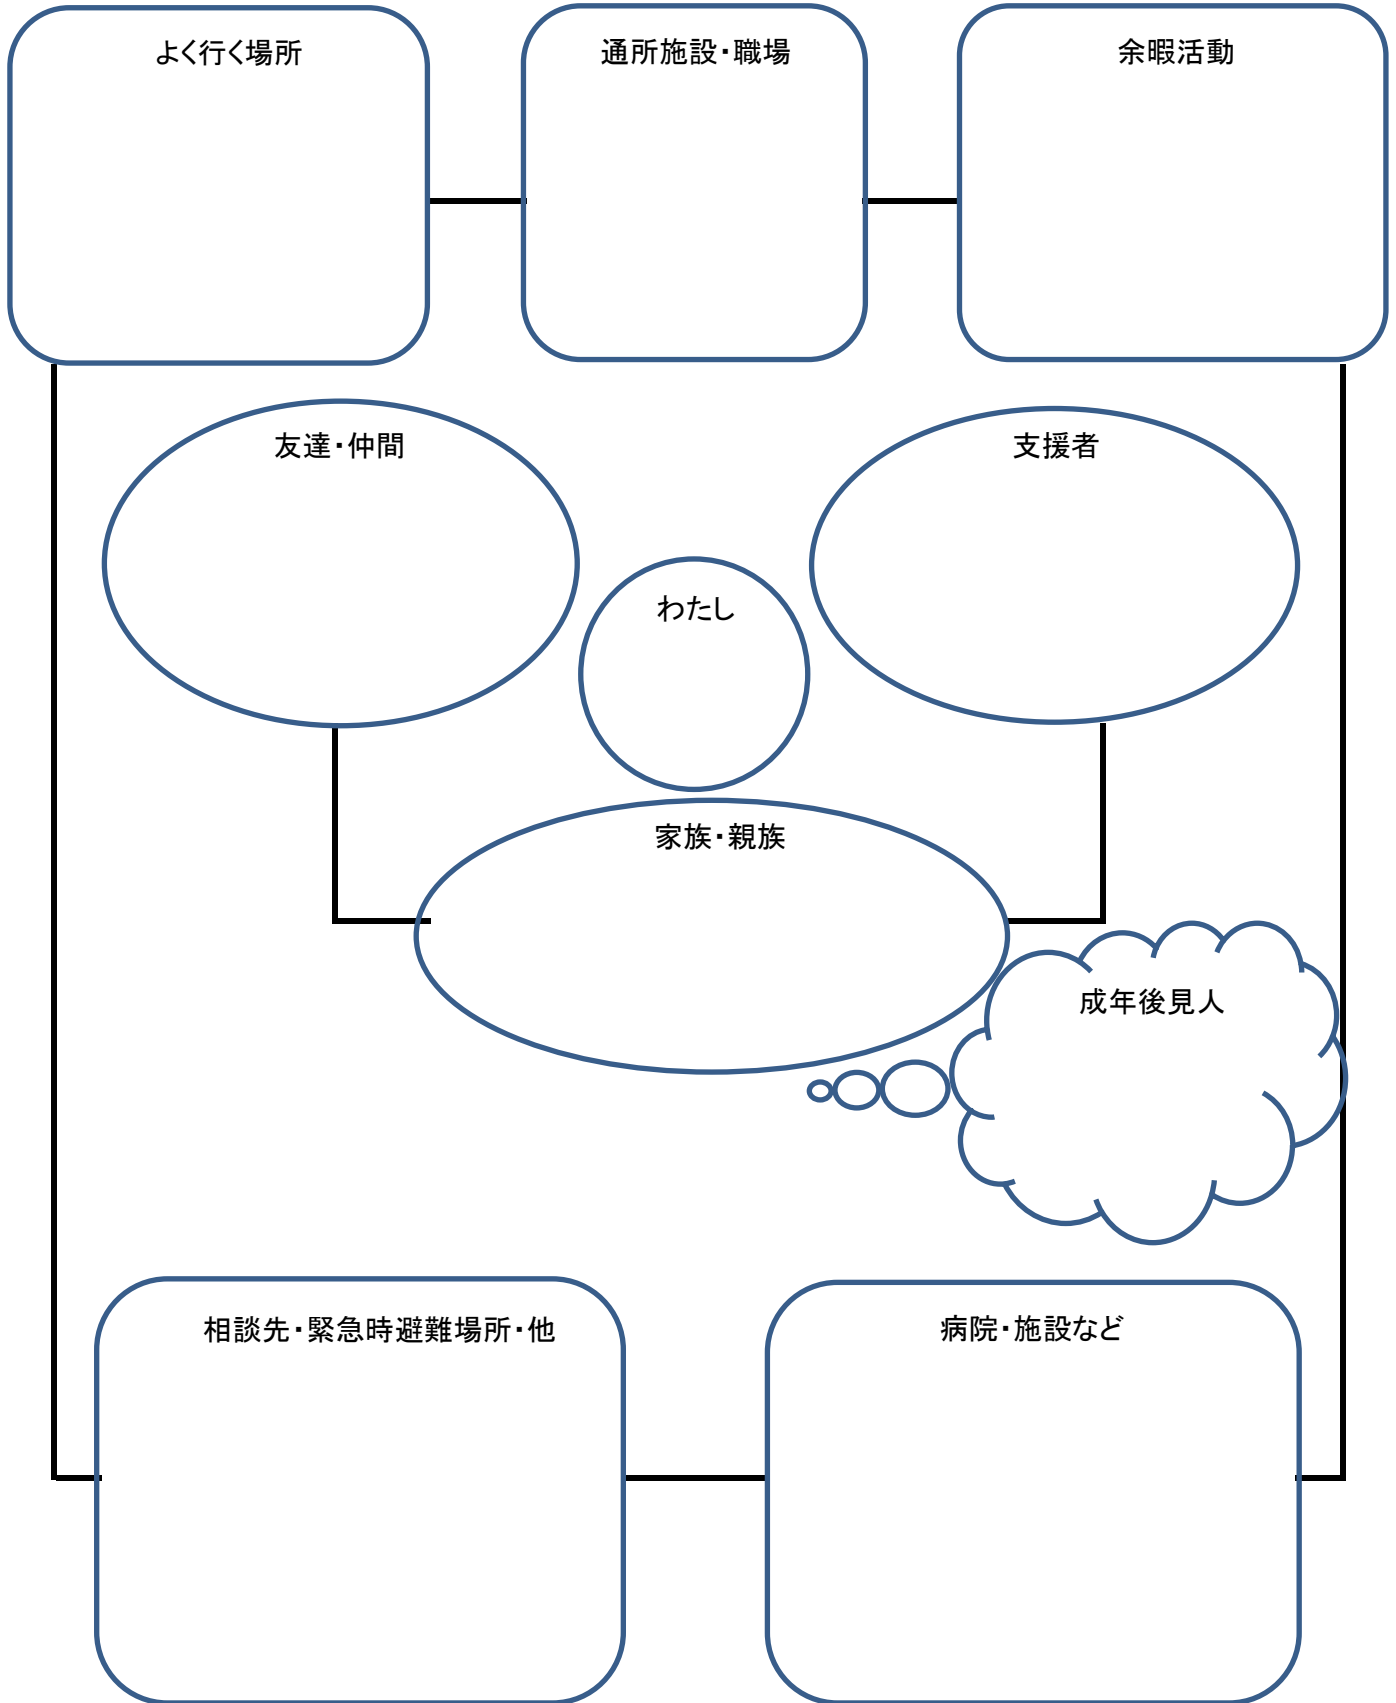 よく行く場所
通所施設・職場
余暇活動
友達・仲間
支援者
わたし
家族・親族
成年後見人
相談先・緊急時避難場所・他
病院・施設など